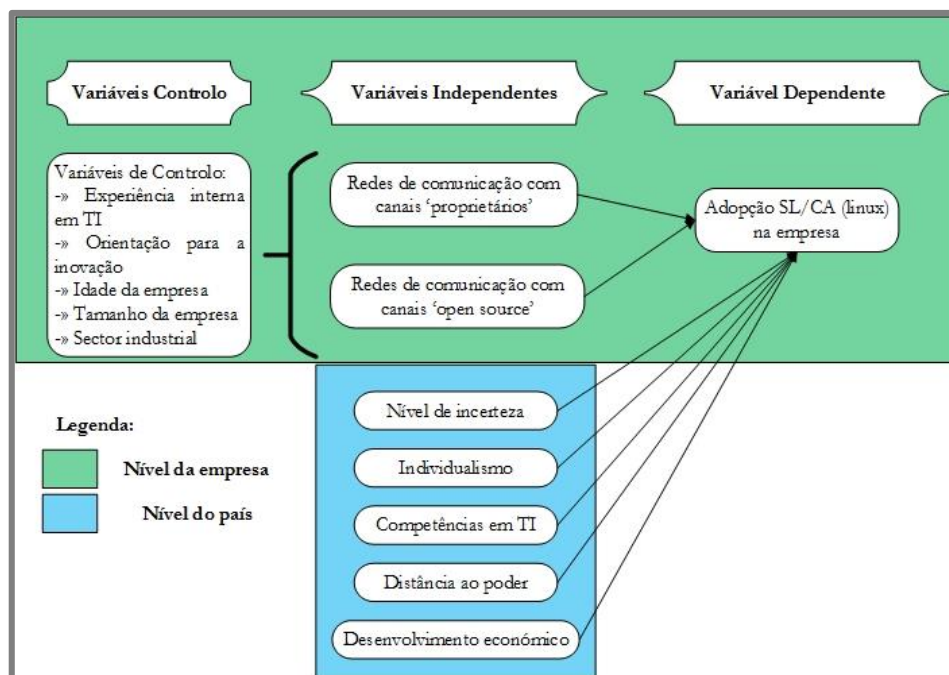 Variáveis Controlo
Variáveis Independentes
Variável Dependente
Variáveis de Controlo:
-» Experiência interna
em TI
-» Orientação para a
inovação
-» Idade da empresa
-» Tamanho da empresa
-» Sector industrial
Redes de comunicação com
canais ‘proprietários’
Redes de comunicação com
canais ‘open source’
Adopção SL/CA (linux)
na empresa
Nível de incerteza
Individualismo
Competências em TI
Distância ao poder
Desenvolvimento económico
Legenda:
Nível da empresa
Nível do país